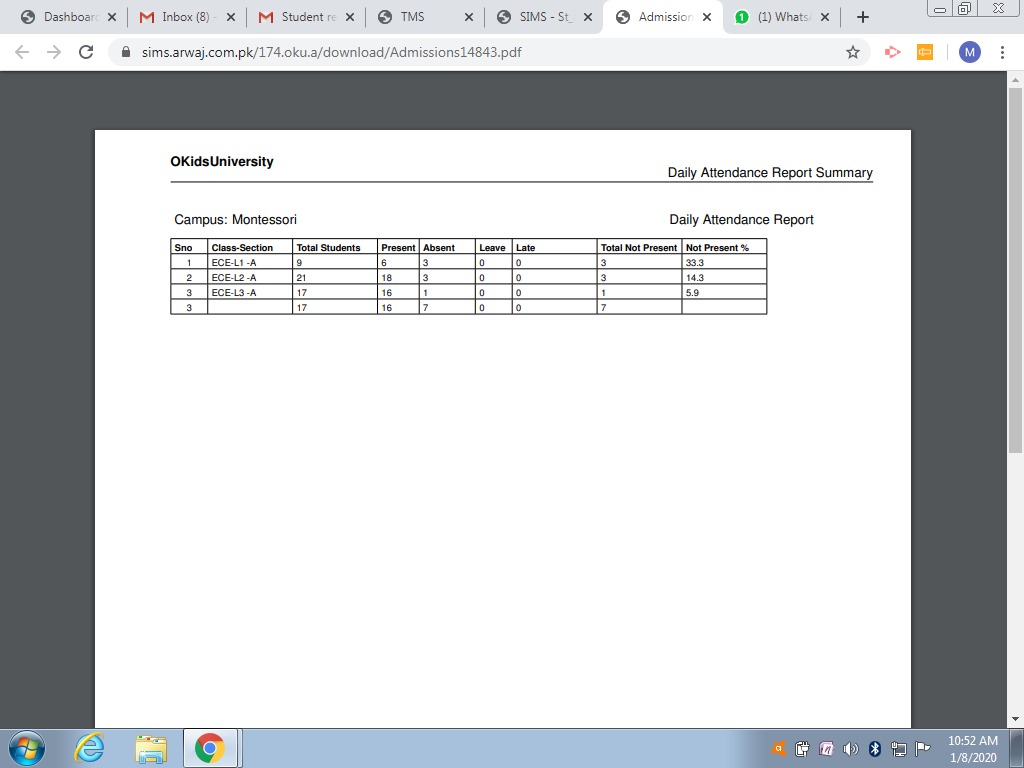 Dashboard Inbox (8) - Student re TMS SIMS - St_ Admission (1) Whats
sims.arwaj.com.pk/174.oku.a/download/Admissions14843.pdf M
OKidsUniversity
Daily Attendance Report Summary
Campus: Montessori Daily Attendance Report
Sno Class-Section Total Students Present Absent Leave Late Total Not Present Not Present %
1 ECE-L1 -A 9 6 3 0 0 3 33.3
2 ECE-L2 -A 21 18 3 0 0 3 14.3
3 ECE-L3 -A 17 16 1 0 0 1 5.9
3 17 16 7 0 0 7
10:52 AM
1/8/2020